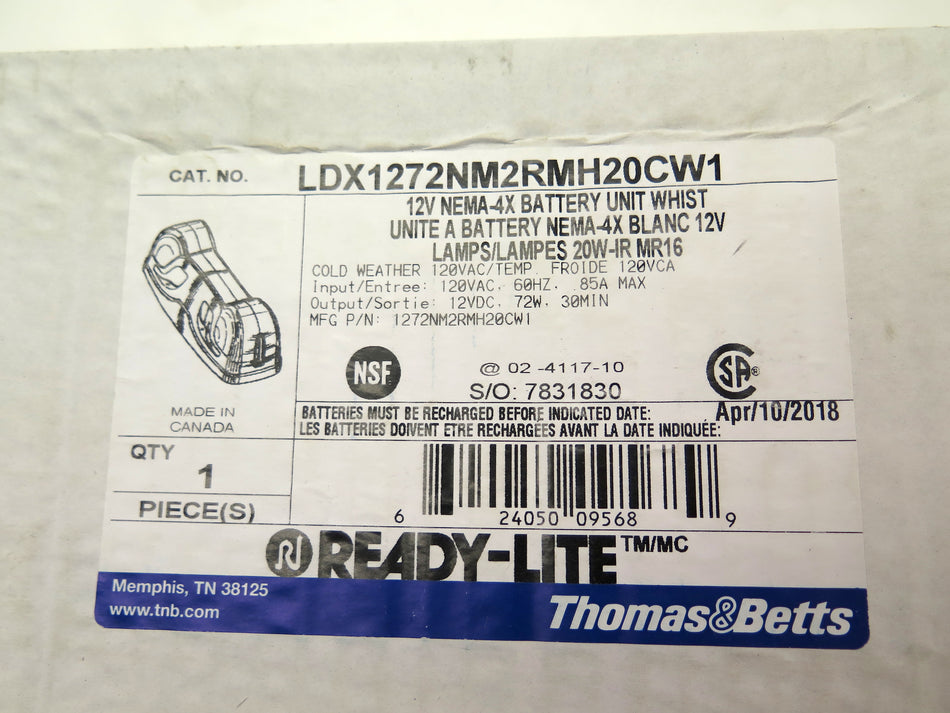 CAT. NO. LDX1272NM2RMH20CW1
12V NEMA-4X BATTERY UNIT WHIST
UNITE A BATTERY NEMA-4X BLANC 12V
LAMPS/LAMPES 20W-IR MR16
COLD WEATHER 120VAC/TEMP. FROIDE 120VCA
Input/Entree: 120VAC, 60HZ, .85A MAX
Output/Sortie: 12VDC, 72W, 30MIN
MFG P/N: 1272NM2RMH20CW1
NSF
@ 02-4117-10
SA®
S/O: 7831830
MADE IN
CANADA
BATTERIES MUST BE RECHARGED BEFORE INDICATED DATE: Apr/10/2018
LES BATTERIES DOIVENT ETRE RECHARGÉES AVANT LA DATE INDIQUÉE:
QTY
1
PIECE(S)
6 24050 09568 9
READY-LITE TM/MC
Memphis, TN 38125
www.tnb.com
Thomas&Betts